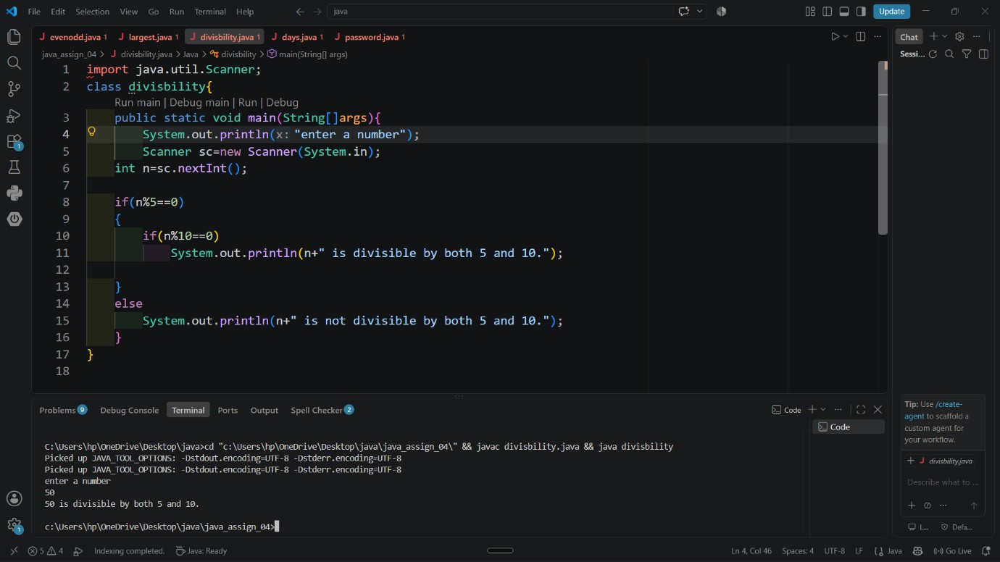 File Edit Selection View Go Run Terminal Help
java
Update
J evenodd.java 1 J largest.java 1 J divisbility.java 1 J days.java 1 J password.java 1
java_assign_04 > J divisbility.java > Java > divisbility > main(String[] args)
1 import java.util.Scanner;
2 class divisbility{
Run main | Debug main | Run | Debug
3 public static void main(String[]args){
4 System.out.println(x: "enter a number");
5 Scanner sc=new Scanner(System.in);
6 int n=sc.nextInt();
7
8 if(n%5==0)
9 {
10 if(n%10==0)
11 System.out.println(n+" is divisible by both 5 and 10.");
12
13 }
14 else
15 System.out.println(n+" is not divisible by both 5 and 10.");
16 }
17 }
18
Chat
Sessi...
Tip: Use /create-
agent to scaffold a
custom agent for
your workflow.
J divisbility.java
Describe what to ...
L... Defa...
Problems 9 Debug Console Terminal Ports Output Spell Checker 2
Code
Code
C:\Users\hp\OneDrive\Desktop\java>cd "c:\Users\hp\OneDrive\Desktop\java\java_assign_04\" && javac divisbility.java && java divisbility
Picked up JAVA_TOOL_OPTIONS: -Dstdout.encoding=UTF-8 -Dstderr.encoding=UTF-8
Picked up JAVA_TOOL_OPTIONS: -Dstdout.encoding=UTF-8 -Dstderr.encoding=UTF-8
enter a number
50
50 is divisible by both 5 and 10.
c:\Users\hp\OneDrive\Desktop\java\java_assign_04>
1
1
5 4 Indexing completed. Java: Ready
Ln 4, Col 46 Spaces: 4 UTF-8 LF {} Java Go Live